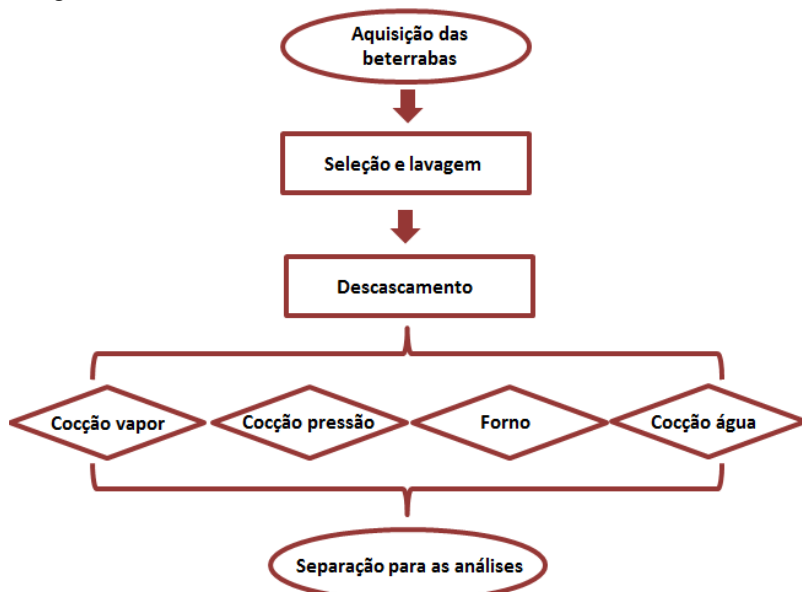 Aquisição das
beterrabas
Seleção e lavagem
Descascamento
Cocção vapor
Cocção pressão
Forno
Cocção água
Separação para as análises